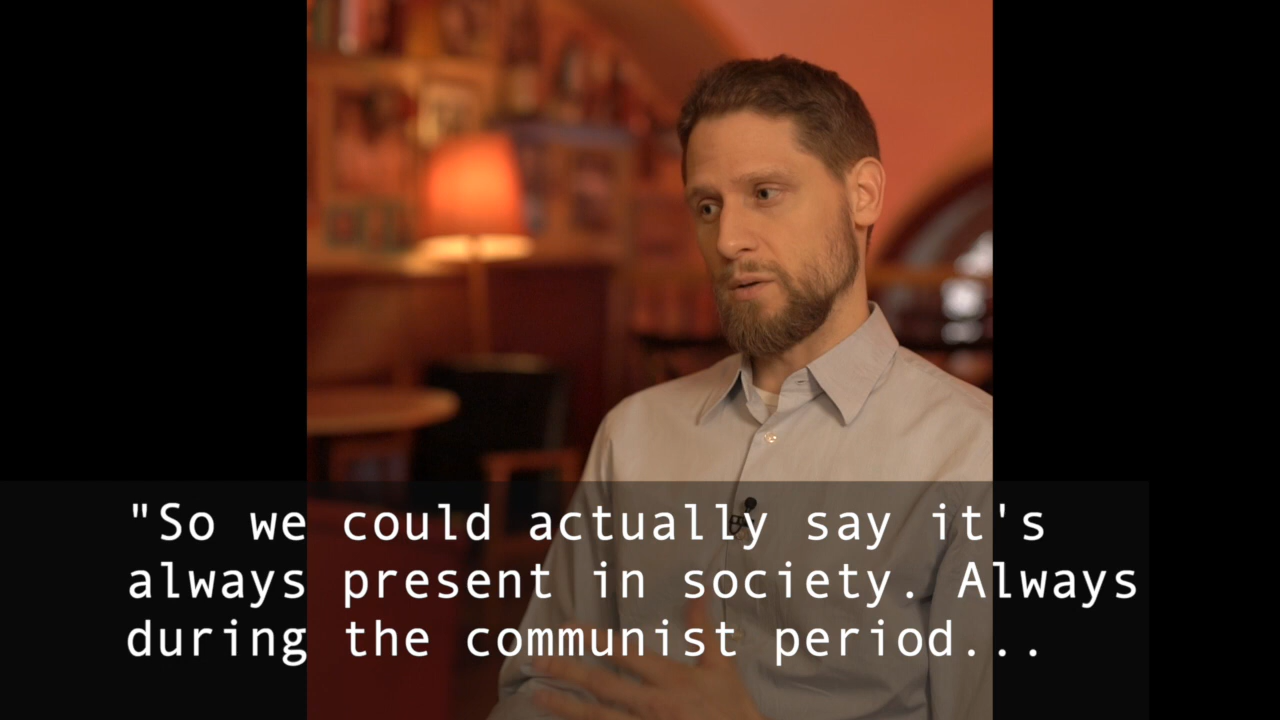 "So we could actually say it's
always present in society. Always
during the communist period...